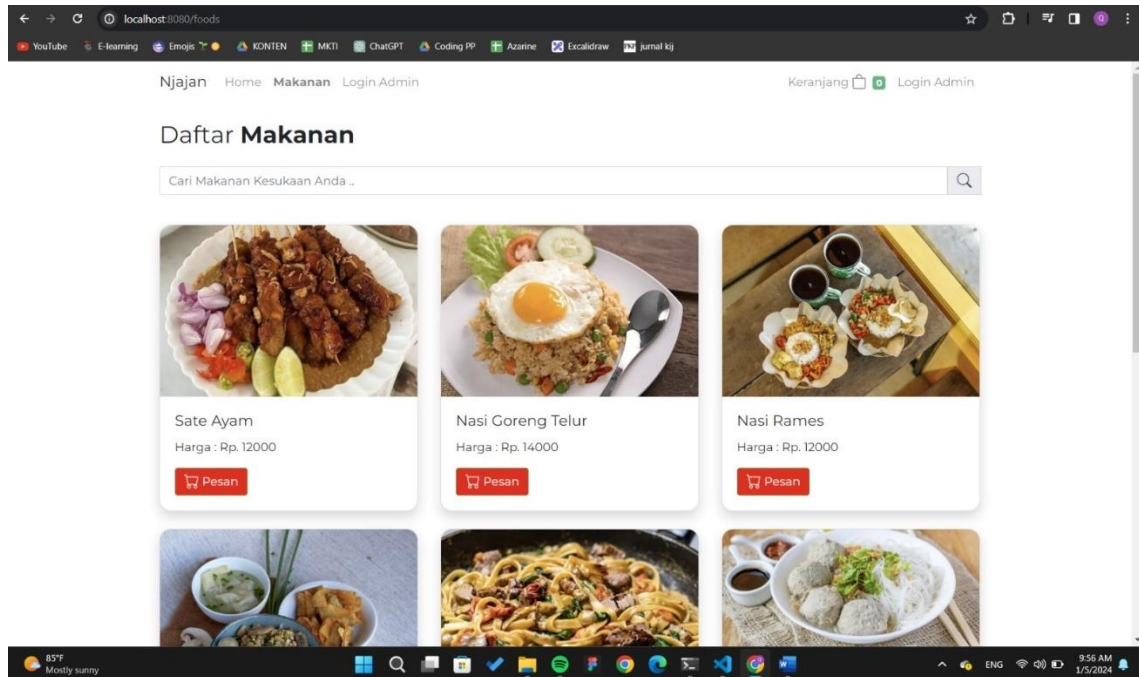 localhost:8080/foods
YouTube E-learning Emojis KONTEN MKTI ChatGPT Coding PP Azarine Excalidraw PKF jurnal kij
Njajan Home Makanan Login Admin Keranjang 0 Login Admin
Daftar Makanan
Cari Makanan Kesukaan Anda ..
Sate Ayam
Harga : Rp. 12000
Pesan
Nasi Goreng Telur
Harga : Rp. 14000
Pesan
Nasi Rames
Harga : Rp. 12000
Pesan
85°F
Mostly sunny
ENG
9:56 AM
1/5/2024